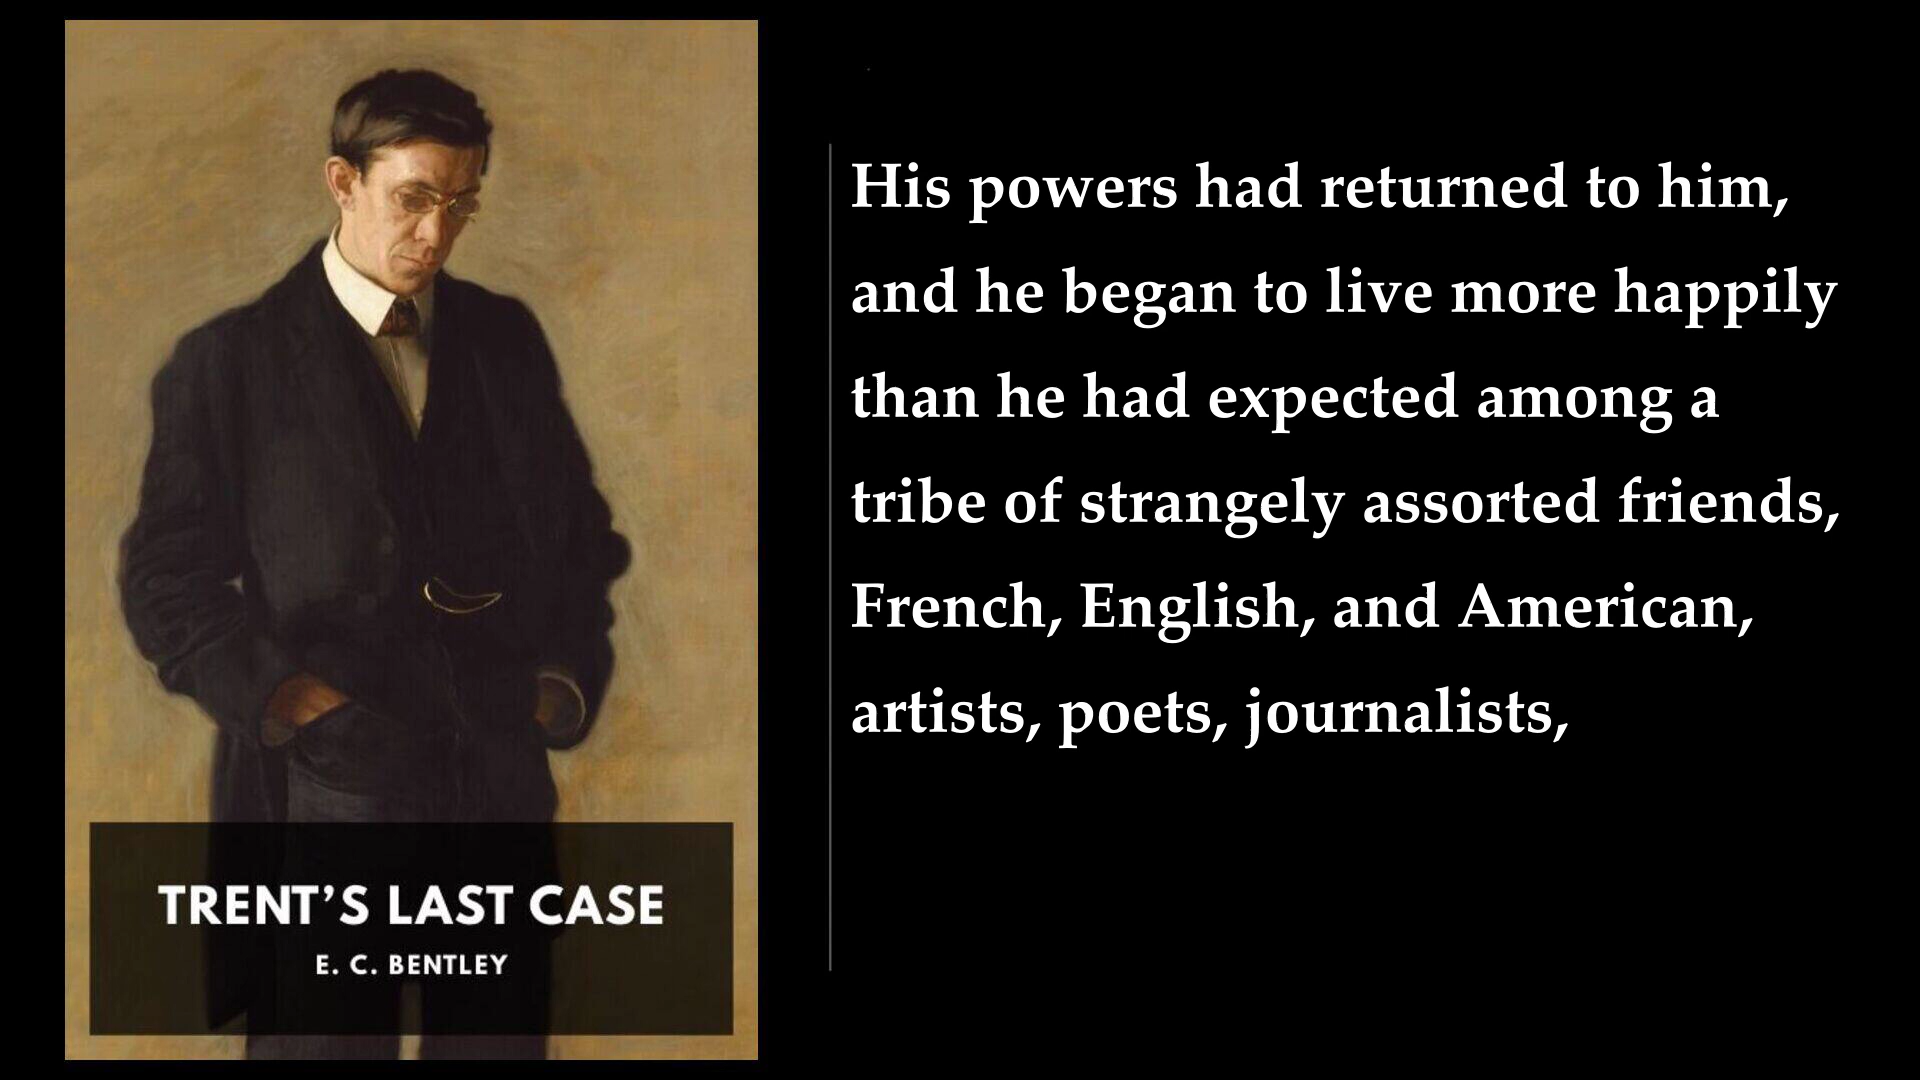 TRENT’S LAST CASE
E. C. BENTLEY
His powers had returned to him,
and he began to live more happily
than he had expected among a
tribe of strangely assorted friends,
French, English, and American,
artists, poets, journalists,